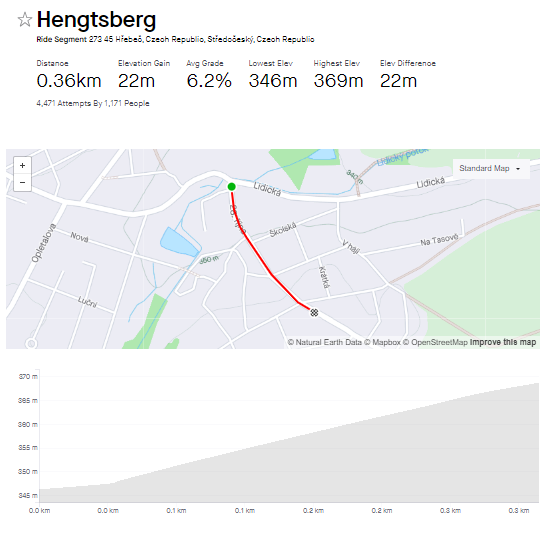 Hengtsberg
Ride Segment 273 45 Hřebeč, Czech Republic, Středočeský, Czech Republic
Distance Elevation Gain Avg Grade Lowest Elev Highest Elev Elev Difference
0.36km 22m 6.2% 346m 369m 22m
4,471 Attempts By 1,171 People
+
−
Standard Map
Lidický potok
340 m
Lidická
Lidická
28. října
Opletalova
Nová
Školská
V háji
Na Tasově
350 m
Krátká
Luční
© Natural Earth Data © Mapbox © OpenStreetMap Improve this map
370 m
365 m
360 m
355 m
350 m
345 m
0.0 km 0.0 km 0.1 km 0.1 km 0.2 km 0.2 km 0.3 km 0.3 km